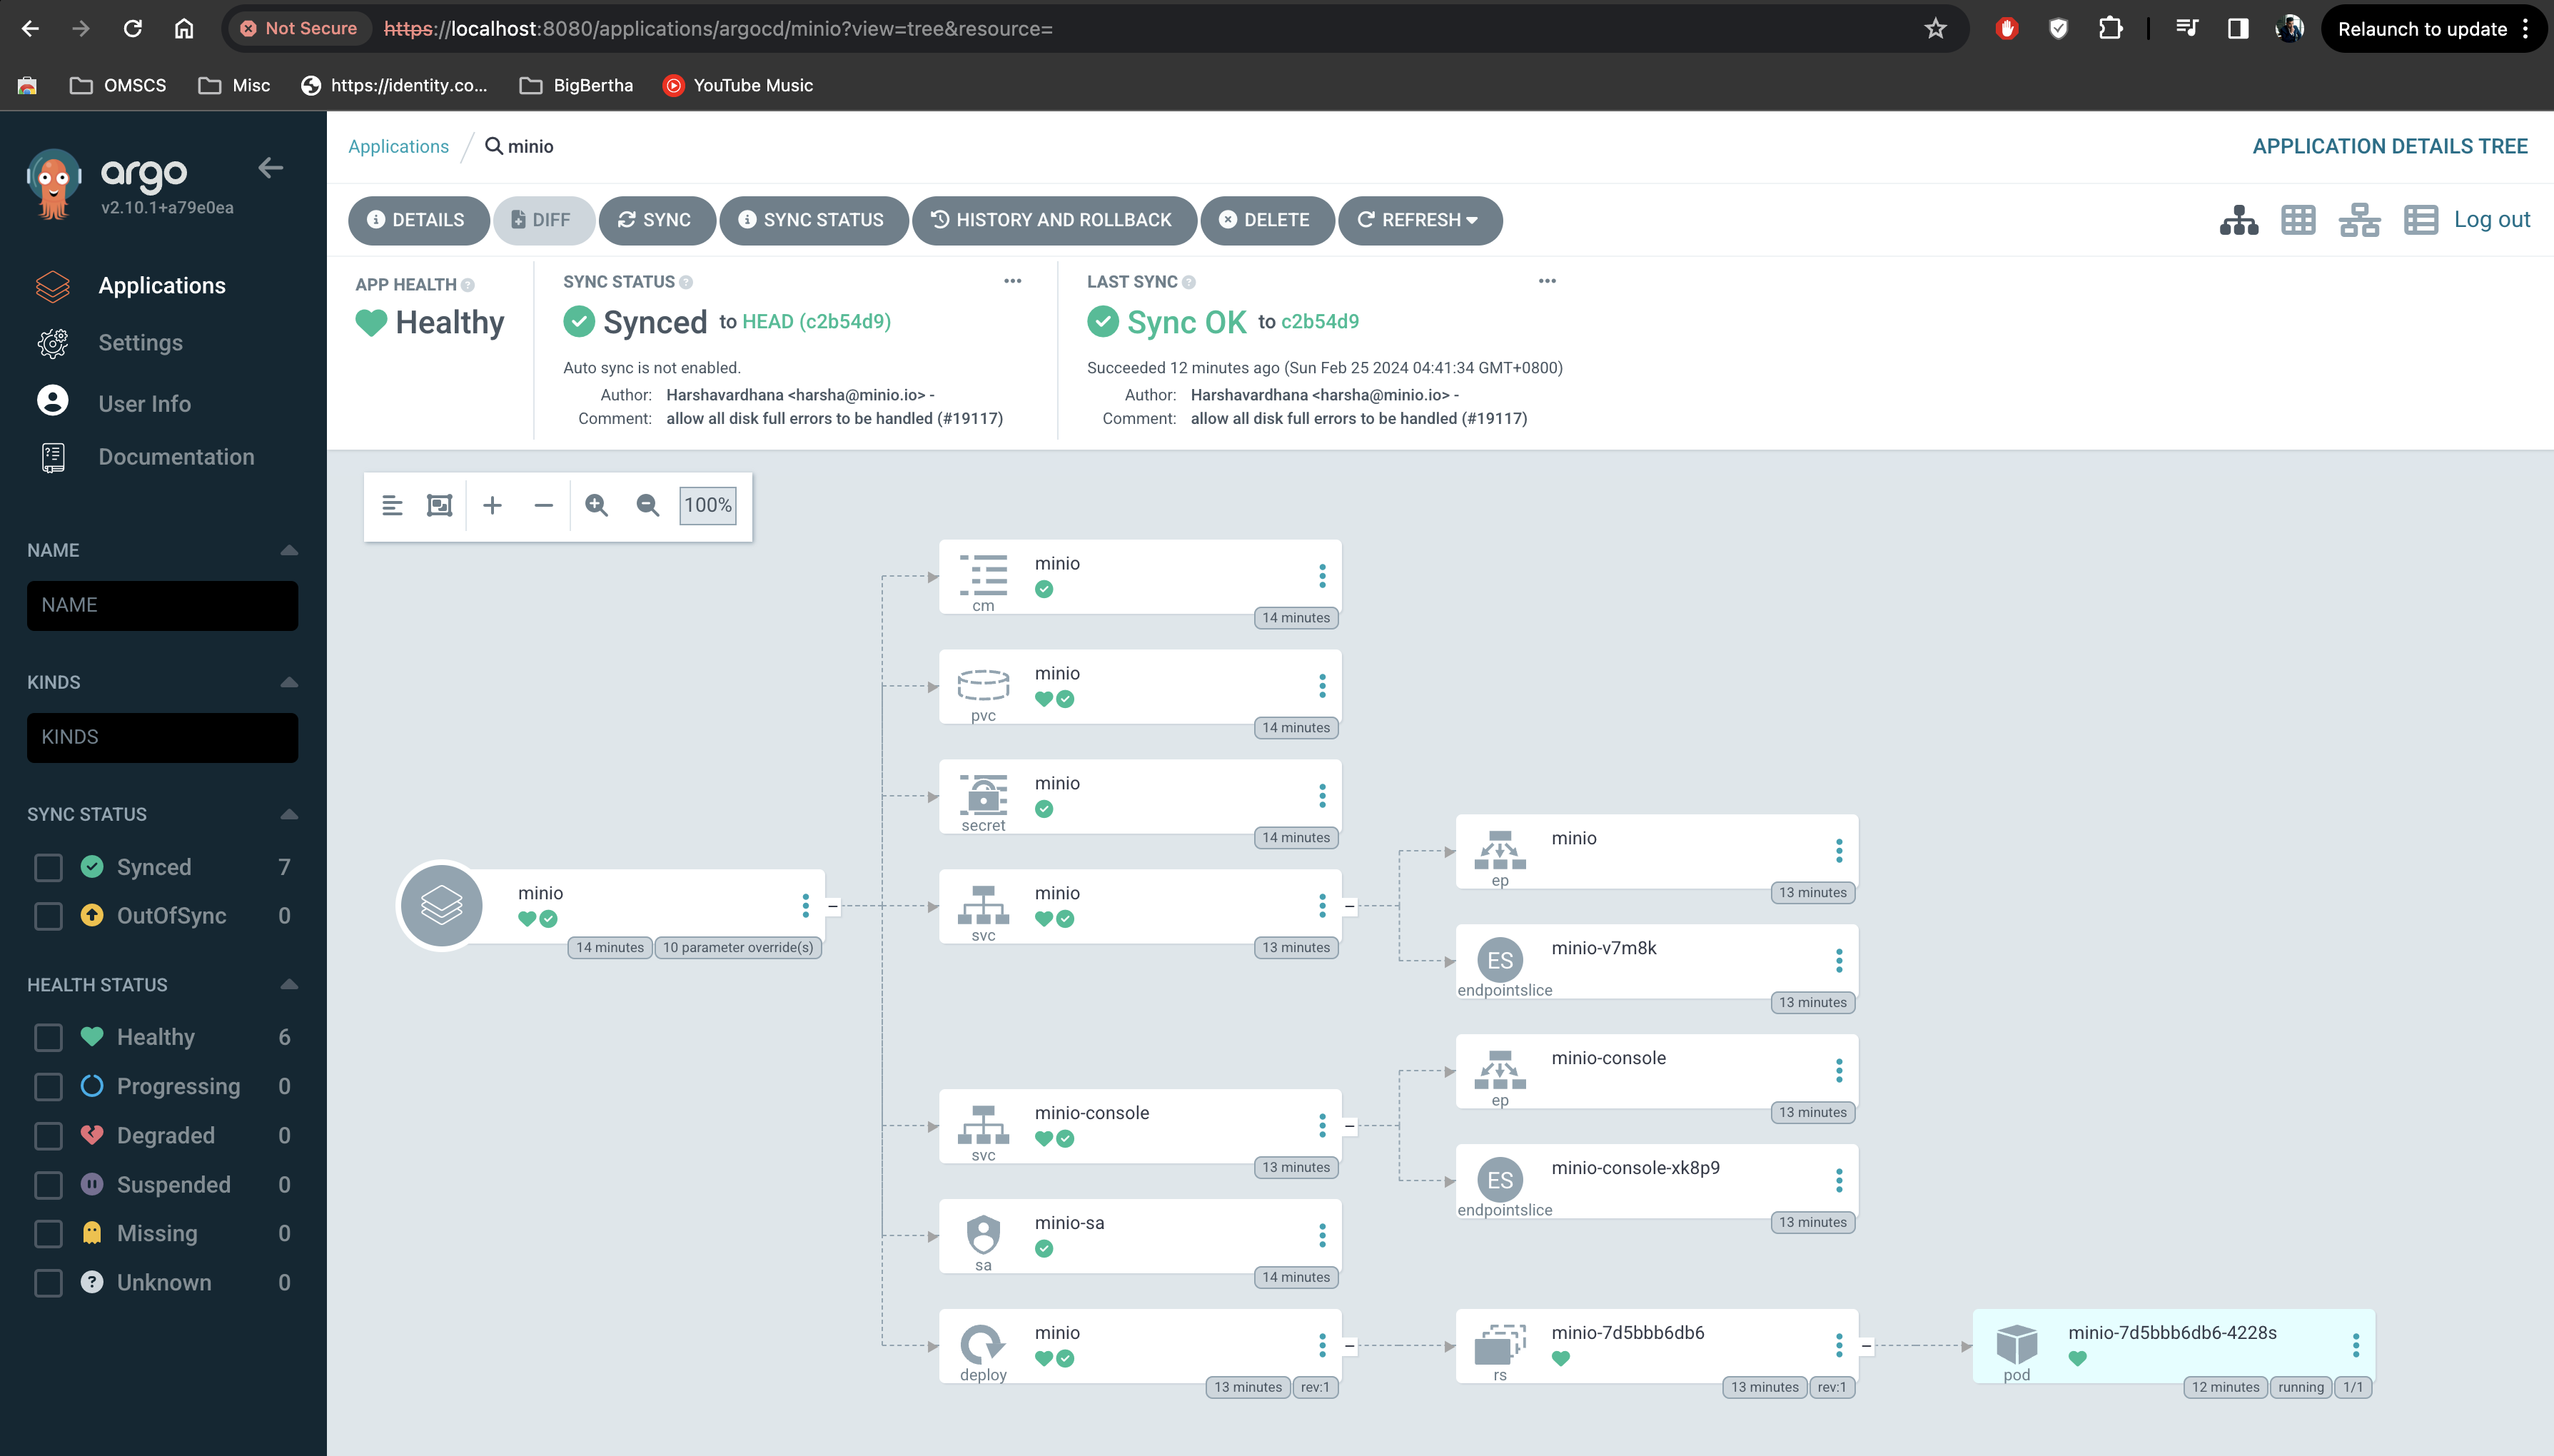 Not Secure https://localhost:8080/applications/argocd/minio?view=tree&resource= Relaunch to update
OMSCS Misc https://identity.co... BigBertha YouTube Music
argo
v2.10.1+a79e0ea
Applications
Settings
User Info
Documentation
NAME
NAME
KINDS
KINDS
SYNC STATUS
Synced 7
OutOfSync 0
HEALTH STATUS
Healthy 6
Progressing 0
Degraded 0
Suspended 0
Missing 0
Unknown 0
Applications / minio APPLICATION DETAILS TREE
DETAILS DIFF SYNC SYNC STATUS HISTORY AND ROLLBACK DELETE REFRESH Log out
APP HEALTH
Healthy
SYNC STATUS
Synced to HEAD (c2b54d9)
Auto sync is not enabled.
Author: Harshavardhana <harsha@minio.io> -
Comment: allow all disk full errors to be handled (#19117)
LAST SYNC
Sync OK to c2b54d9
Succeeded 12 minutes ago (Sun Feb 25 2024 04:41:34 GMT+0800)
Author: Harshavardhana <harsha@minio.io> -
Comment: allow all disk full errors to be handled (#19117)
100%
minio
14 minutes 10 parameter override(s)
minio
cm
14 minutes
minio
pvc
14 minutes
minio
secret
14 minutes
minio
svc
13 minutes
minio-console
svc
13 minutes
minio-sa
sa
14 minutes
minio
deploy
13 minutes rev:1
minio
ep
13 minutes
minio-v7m8k
ES
endpointslice
13 minutes
minio-console
ep
13 minutes
minio-console-xk8p9
ES
endpointslice
13 minutes
minio-7d5bbb6db6
rs
13 minutes rev:1
minio-7d5bbb6db6-4228s
pod
12 minutes running 1/1